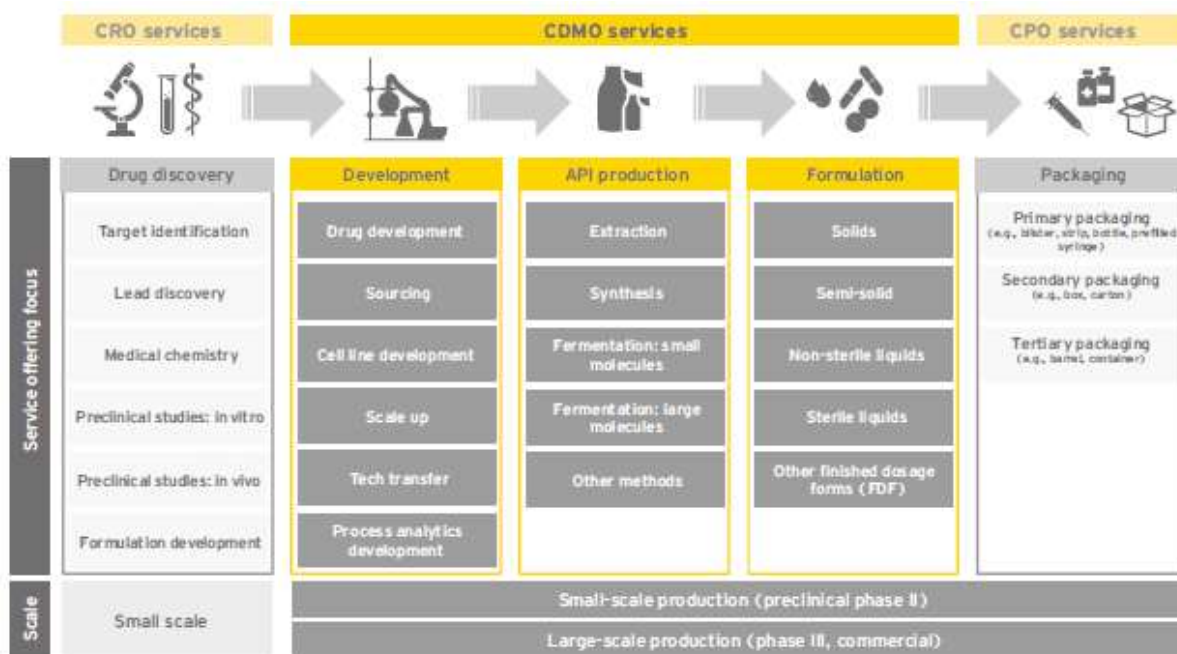 CRO services
CDMO services
CPO services
Service offering focus
Drug discovery
Target identification
Lead discovery
Medical chemistry
Preclinical studies: in vitro
Preclinical studies: in vivo
Formulation development
Development
Drug development
Sourcing
Cell line development
Scale up
Tech transfer
Process analytics
development
API production
Extraction
Synthesis
Fermentation: small
molecules
Fermentation: large
molecules
Other methods
Formulation
Solids
Semi-solid
Non-sterile liquids
Sterile liquids
Other finished dosage
forms (FDF)
Packaging
Primary packaging
(e.g., blister, strip, bottle, prefilled
syringe)
Secondary packaging
(e.g., box, carton)
Tertiary packaging
(e.g., barrel, container)
Scale
Small scale
Small-scale production (preclinical phase II)
Large-scale production (phase III, commercial)